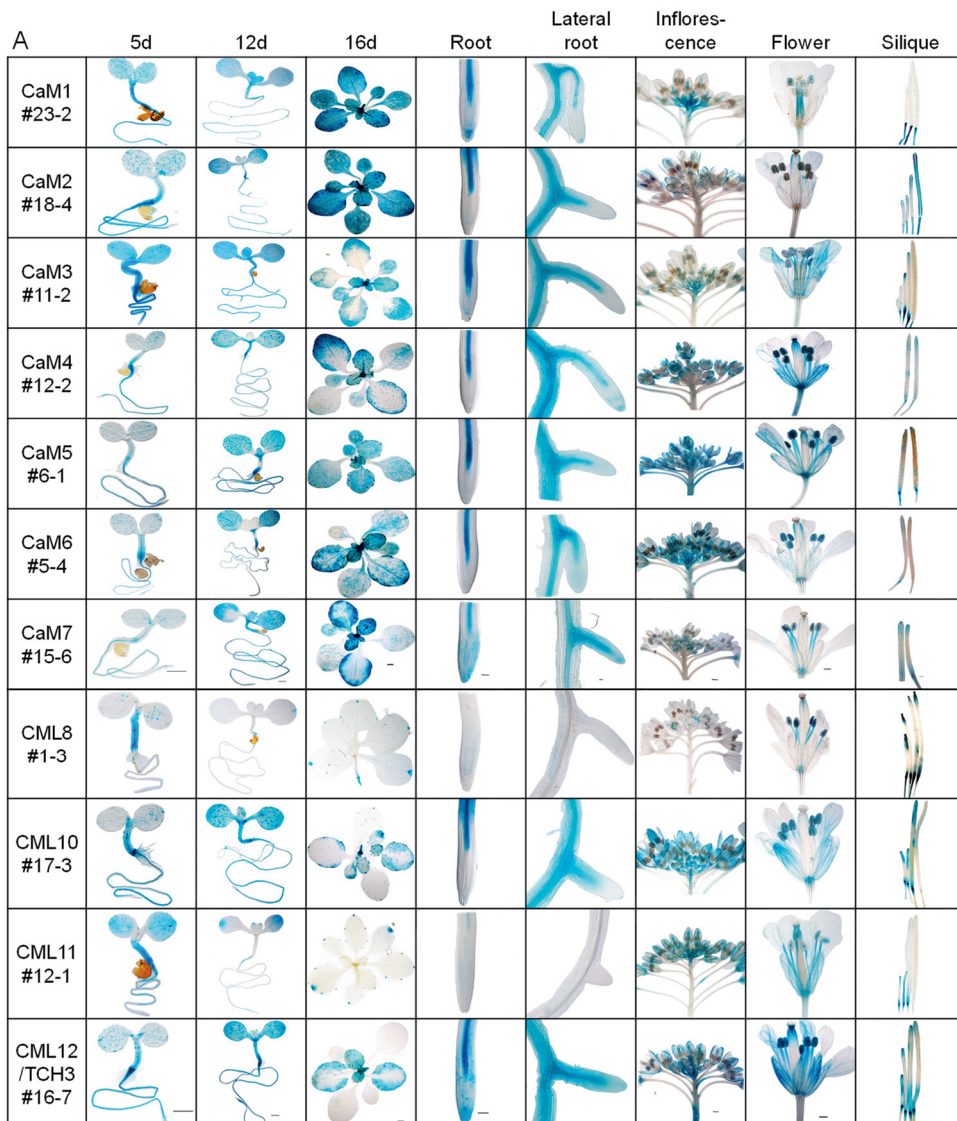 A
5d
12d
16d
Root
Lateral
root
Inflores-
cence
Flower
Silique
CaM1
#23-2
CaM2
#18-4
CaM3
#11-2
CaM4
#12-2
CaM5
#6-1
CaM6
#5-4
CaM7
#15-6
CML8
#1-3
CML10
#17-3
CML11
#12-1
CML12
/TCH3
#16-7